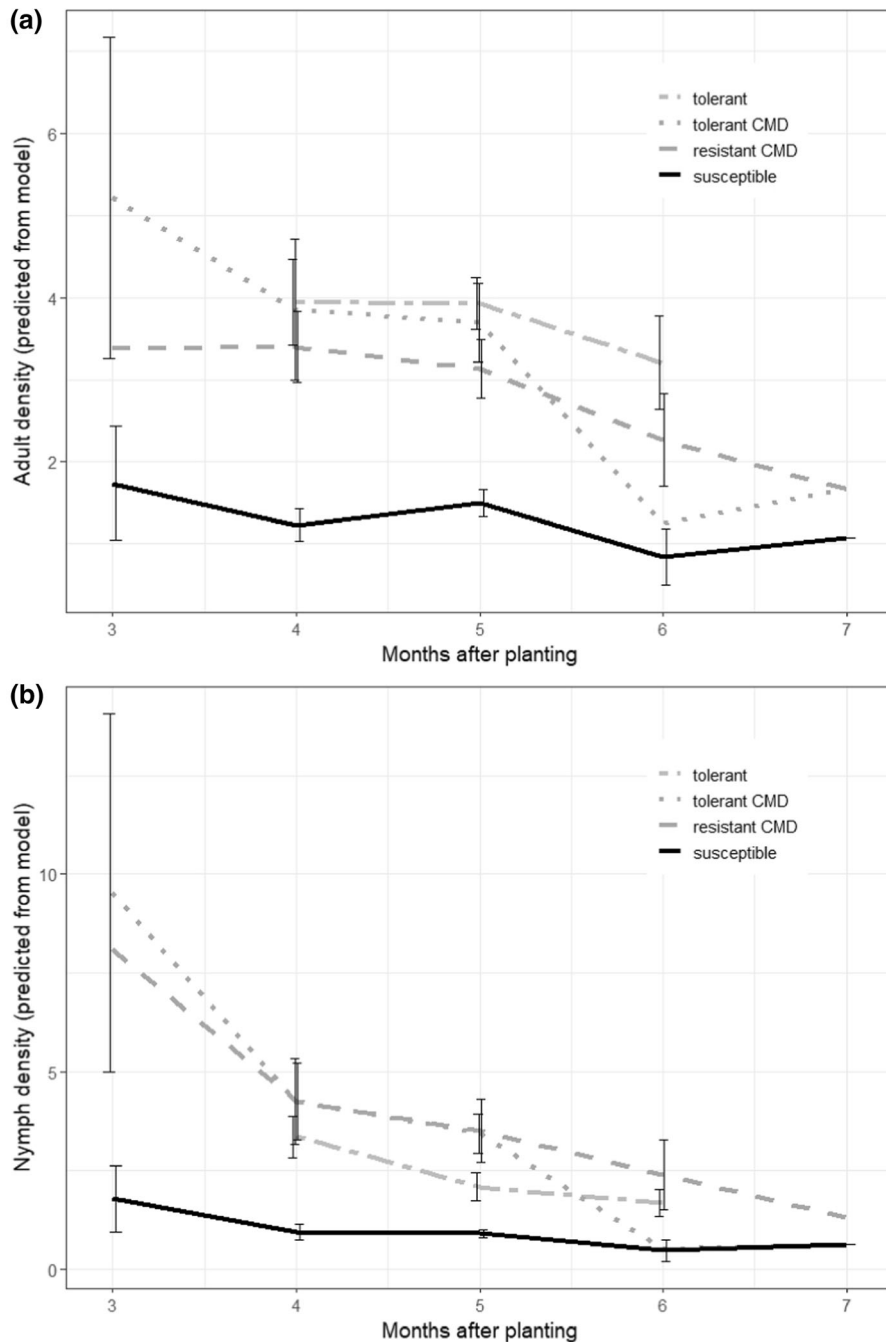 (a)
Adult density (predicted from model)
6
4
2
tolerant
tolerant CMD
resistant CMD
susceptible
3 4 5 6 7
Months after planting
(b)
Nymph density (predicted from model)
10
5
0
tolerant
tolerant CMD
resistant CMD
susceptible
3 4 5 6 7
Months after planting